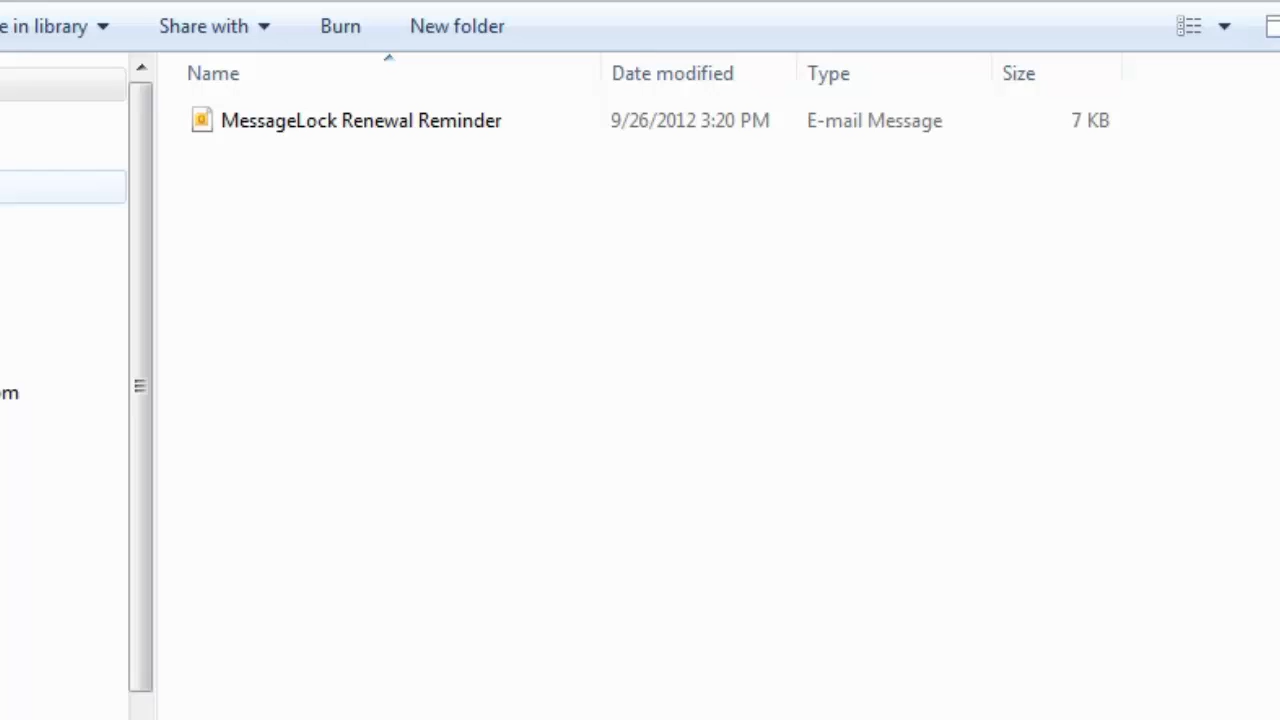 e in library Share with Burn New folder
Name Date modified Type Size
MessageLock Renewal Reminder 9/26/2012 3:20 PM E-mail Message 7 KB
om